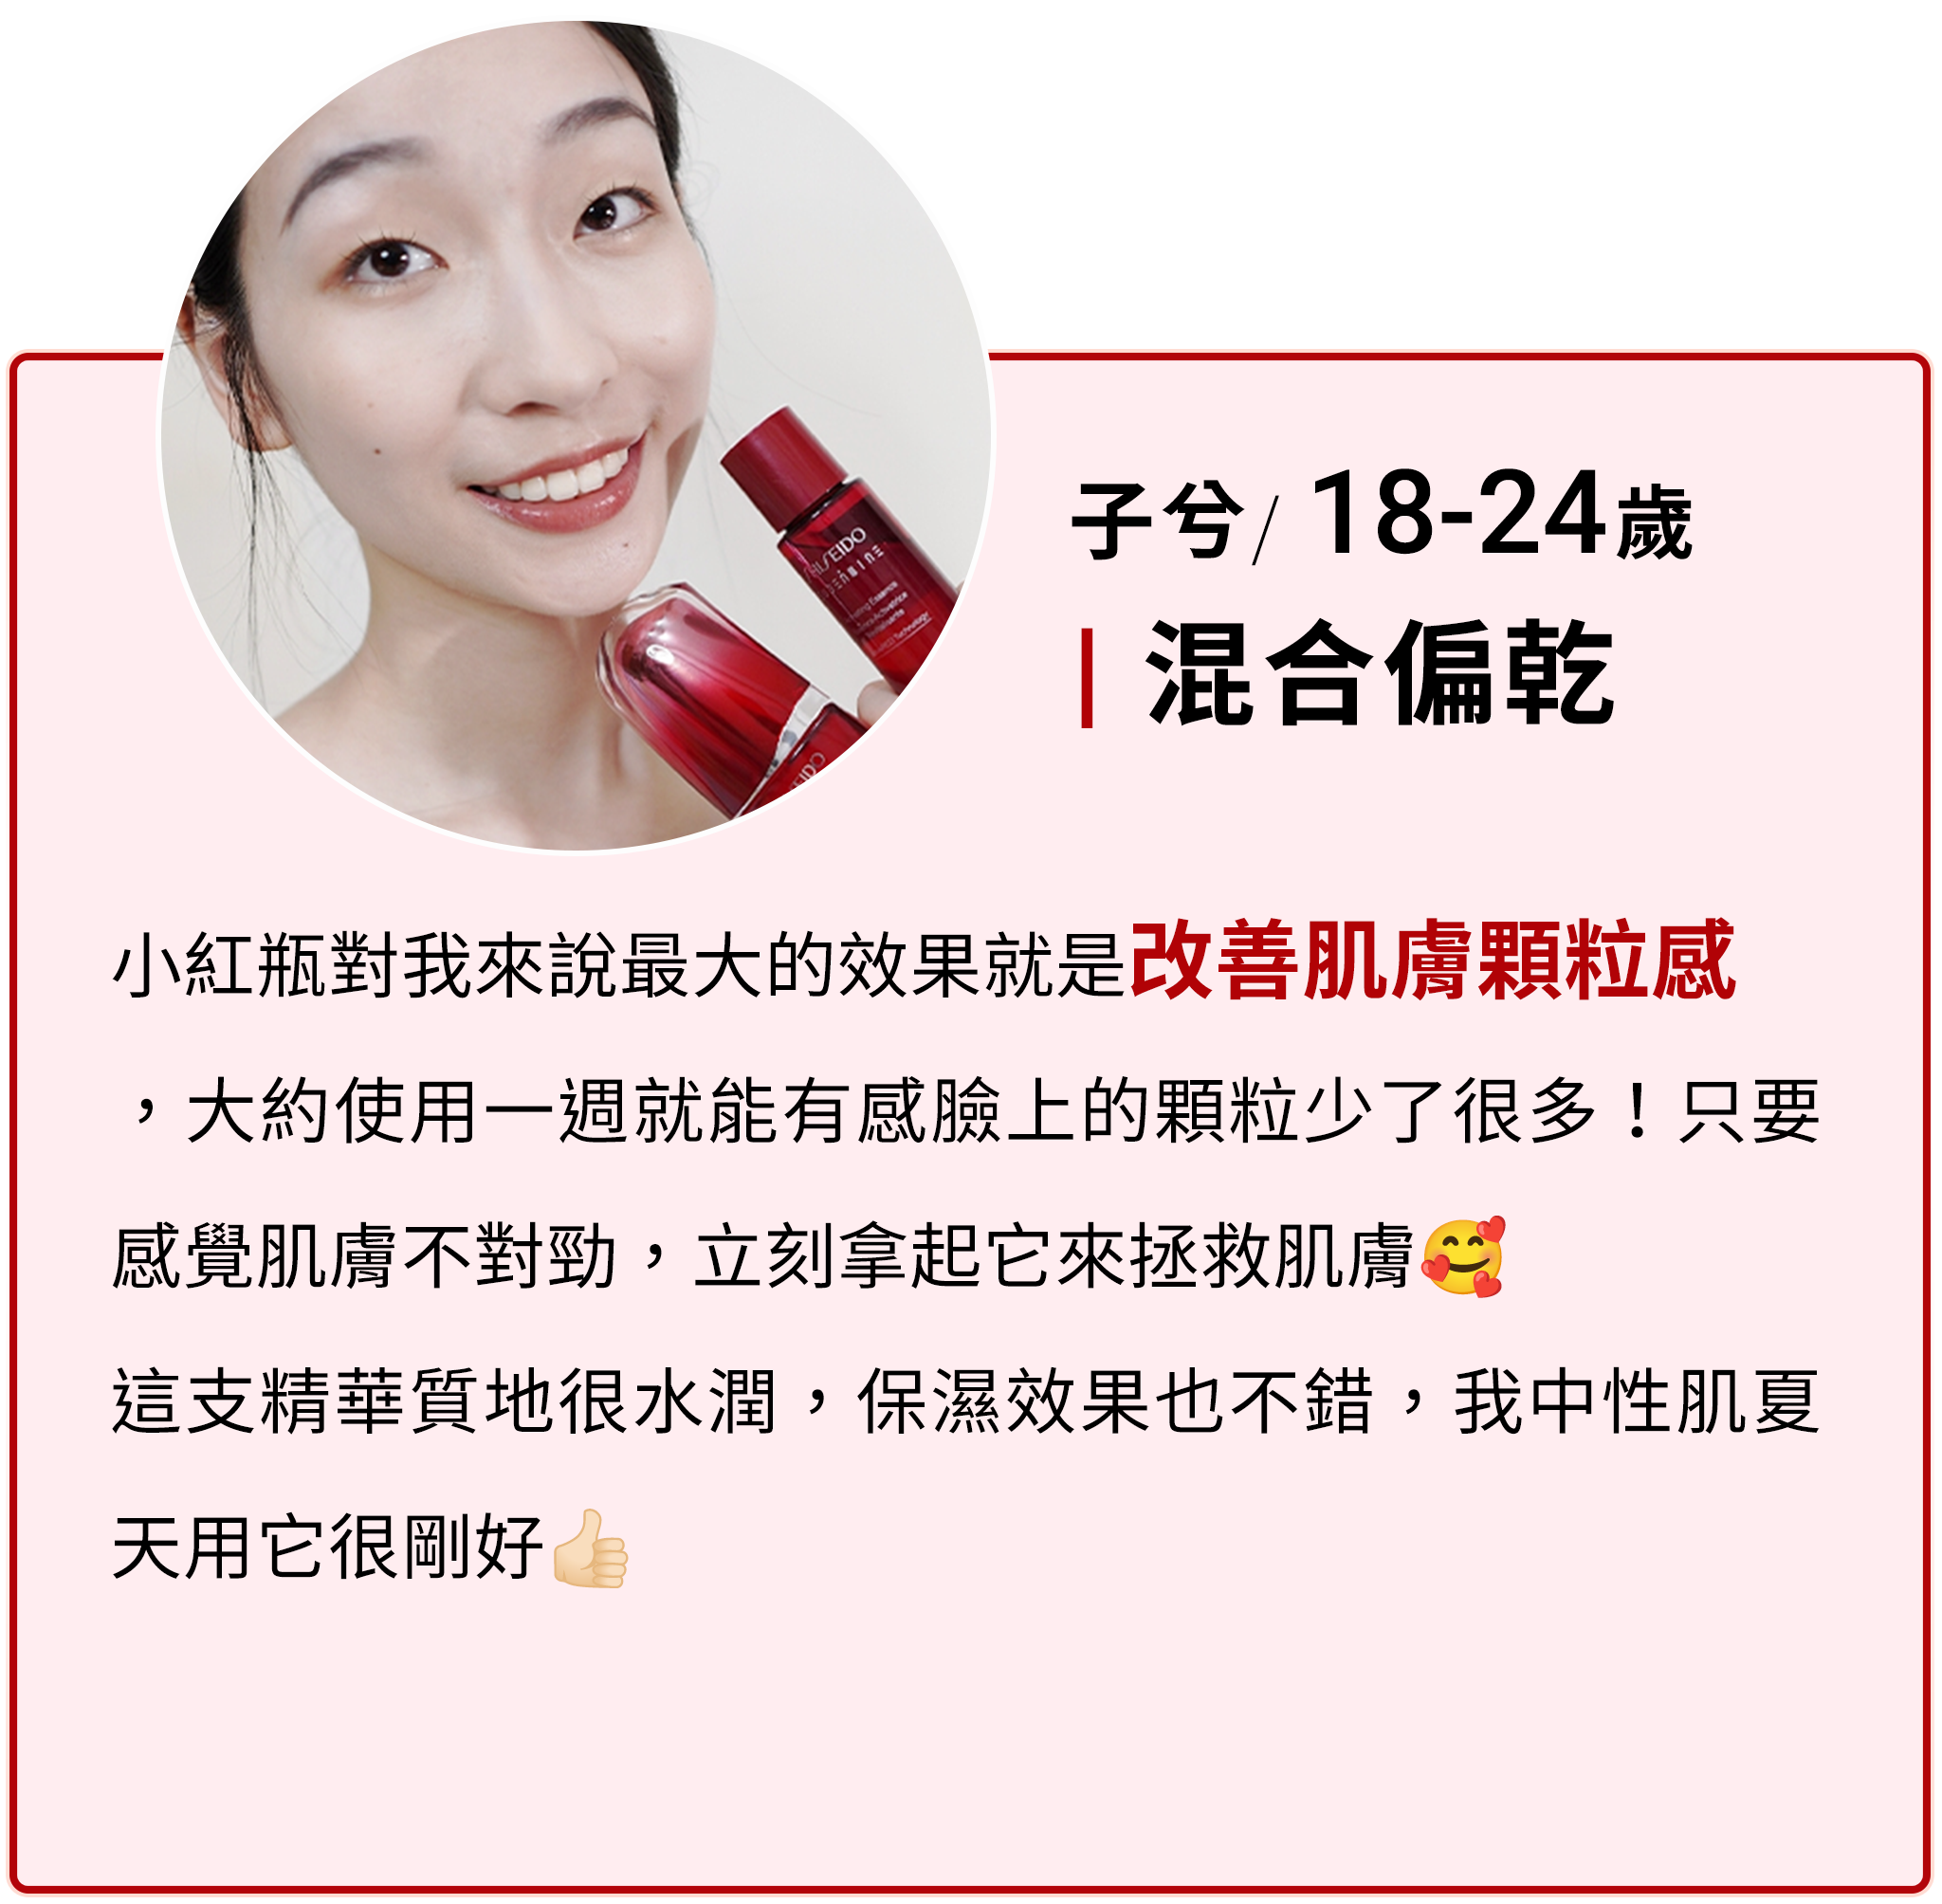 子兮/ 18-24歲
| 混合偏乾
SEIDO
小紅瓶對我來說最大的效果就是改善肌膚顆粒感
，大約使用一週就能有感臉上的顆粒少了很多！只要
感覺肌膚不對勁，立刻拿起它來拯救肌膚🥰
這支精華質地很水潤，保濕效果也不錯，我中性肌夏
天用它很剛好👍🏻